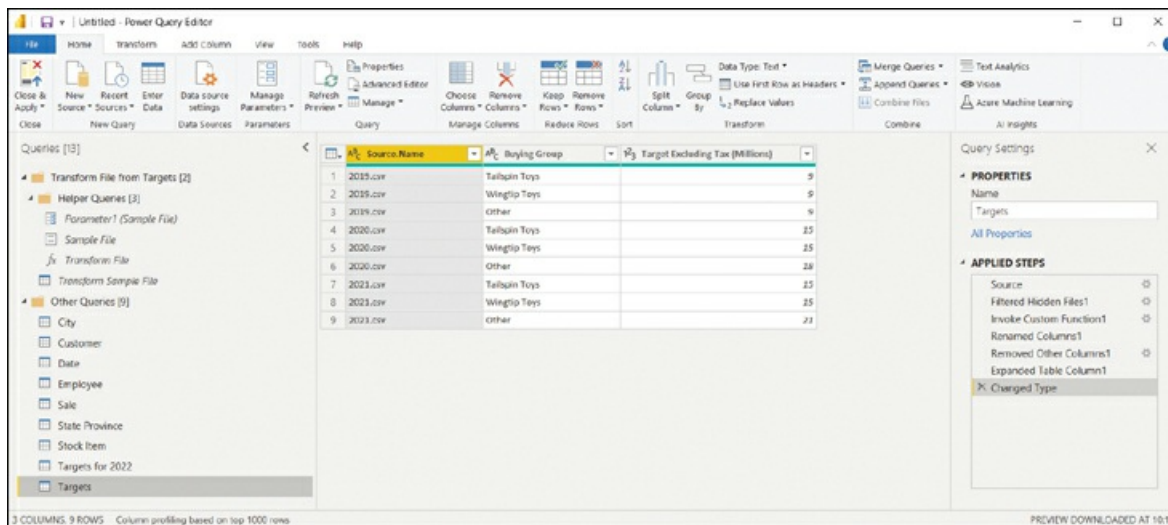 Untitled - Power Query Editor
File Home Transform Add Column View Tools Help
Close & Apply
New Source
Recent Sources
Enter Data
Data source settings
Manage Parameters
Refresh Preview
Properties
Advanced Editor
Manage
Choose Columns
Remove Columns
Keep Rows
Remove Rows
Split Column
Group By
Data Type: Text
Use First Row as Headers
Replace Values
Merge Queries
Append Queries
Combine Files
Text Analytics
Vision
Azure Machine Learning
Close New Query Data Sources Parameters Query Manage Columns Reduce Rows Sort Transform Combine AI Insights
Queries [13]
Transform File from Targets [2]
Helper Queries [3]
Parameter1 (Sample File)
Sample File
fx Transform File
Transform Sample File
Other Queries [9]
City
Customer
Date
Employee
Sale
State Province
Stock Item
Targets for 2022
Targets
ABC Source.Name ABC Buying Group 123 Target Excluding Tax (Millions)
1 2019.csv Tailspin Toys 9
2 2019.csv Wingtip Toys 9
3 2019.csv Other 9
4 2020.csv Tailspin Toys 15
5 2020.csv Wingtip Toys 15
6 2020.csv Other 18
7 2021.csv Tailspin Toys 15
8 2021.csv Wingtip Toys 15
9 2021.csv Other 21
Query Settings
PROPERTIES
Name
Targets
All Properties
APPLIED STEPS
Source
Filtered Hidden Files1
Invoke Custom Function1
Renamed Columns1
Removed Other Columns1
Expanded Table Column1
Changed Type
3 COLUMNS, 9 ROWS Column profiling based on top 1000 rows
PREVIEW DOWNLOADED AT